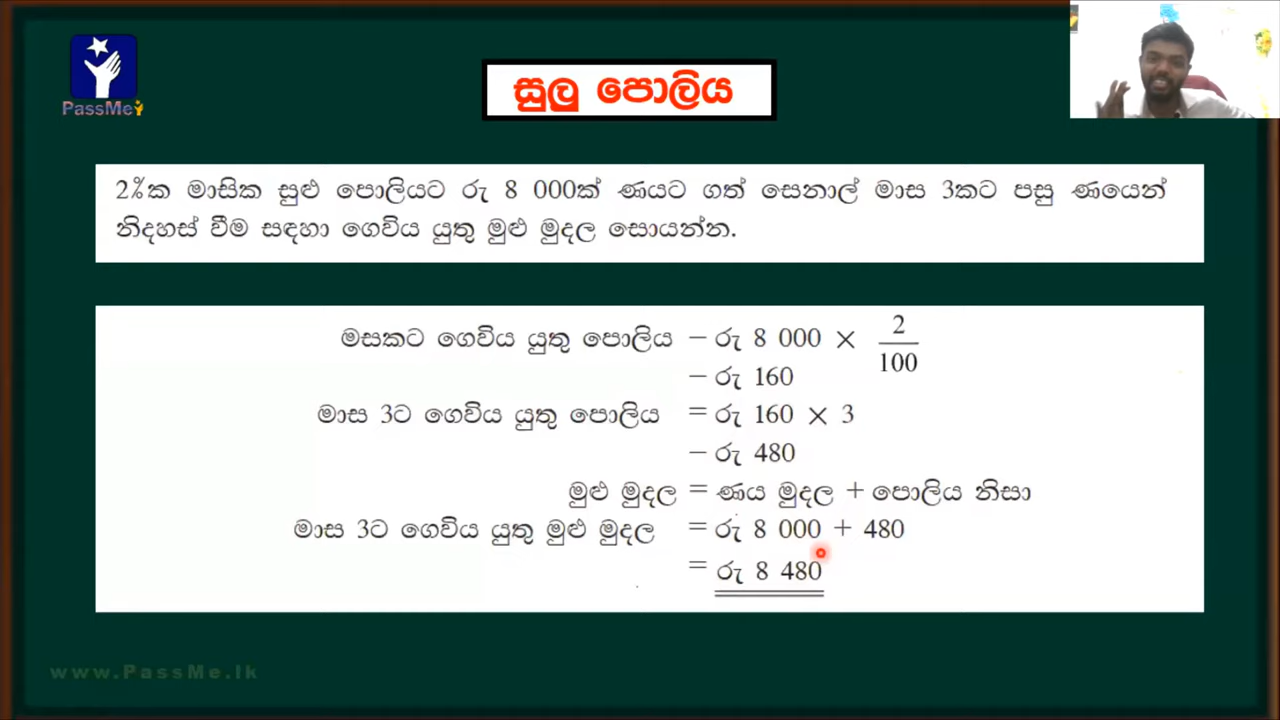 PassMe
සුලු පොලිය
2%ක මාසික සුළු පොලියට රු 8 000ක් ණයට ගත් සෙනාල් මාස 3කට පසු ණයෙන්
නිදහස් වීම සඳහා ගෙවිය යුතු මුළු මුදල සොයන්න.
මසකට ගෙවිය යුතු පොලිය – රු 8 000 × 2/100
– රු 160
මාස 3ට ගෙවිය යුතු පොලිය = රු 160 × 3
– රු 480
මුළු මුදල = ණය මුදල + පොලිය නිසා
මාස 3ට ගෙවිය යුතු මුළු මුදල = රු 8 000 + 480
= රු 8 480
www.PassMe.lk